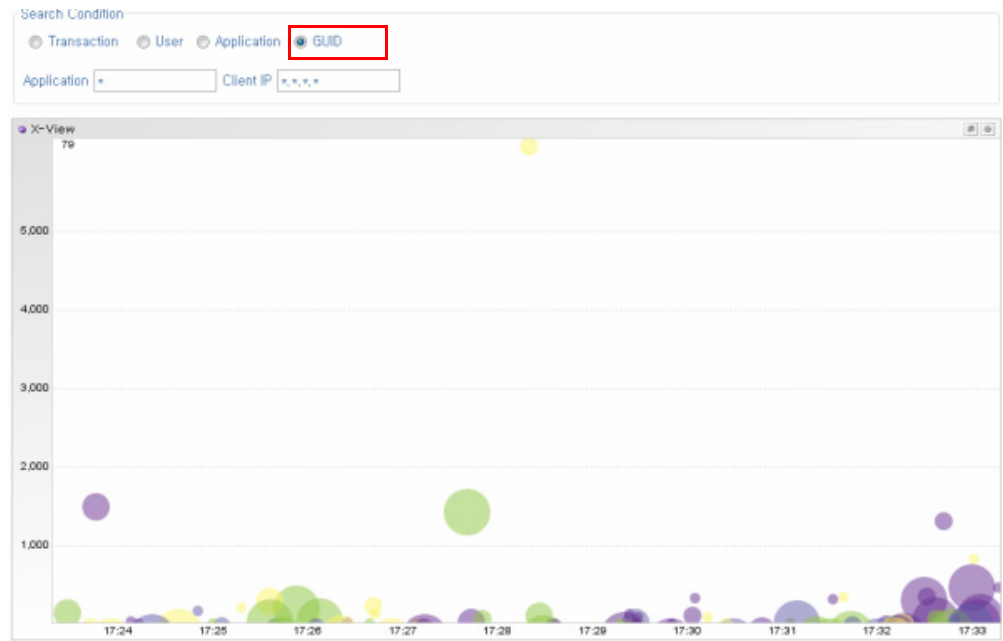 Search Condition
Transaction User Application GUID
Application * Client IP *.*.*.*
X-View
79
5,000
4,000
3,000
2,000
1,000
17:24 17:25 17:26 17:27 17:28 17:29 17:30 17:31 17:32 17:33